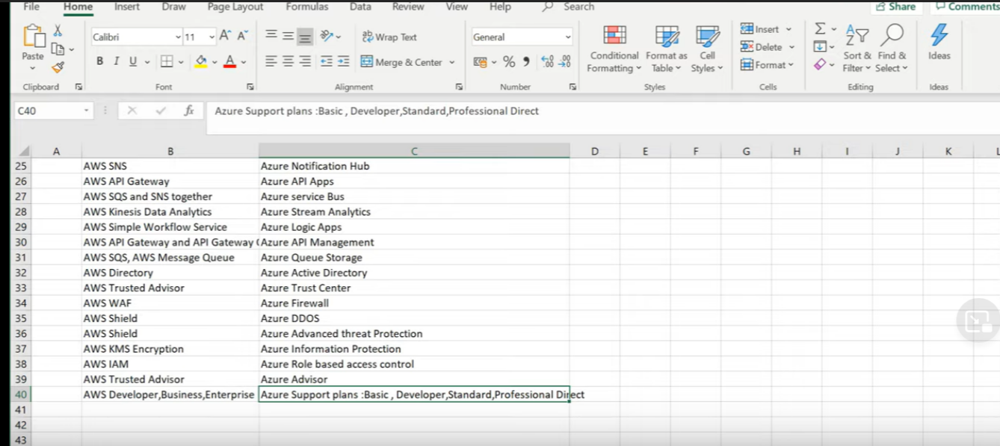 File Home Insert Draw Page Layout Formulas Data Review View Help Search Share Comments
Calibri 11 A A Wrap Text General Insert
Paste B I U A Merge & Center % Conditional Formatting Format as Table Cell Styles Delete Format Sort & Filter Find & Select Ideas
Clipboard Font Alignment Number Styles Cells Editing Ideas
C40 fx Azure Support plans :Basic , Developer,Standard,Professional Direct
A B C D E F G H I J K L
25 AWS SNS Azure Notification Hub
26 AWS API Gateway Azure API Apps
27 AWS SQS and SNS together Azure service Bus
28 AWS Kinesis Data Analytics Azure Stream Analytics
29 AWS Simple Workflow Service Azure Logic Apps
30 AWS API Gateway and API Gateway Azure API Management
31 AWS SQS, AWS Message Queue Azure Queue Storage
32 AWS Directory Azure Active Directory
33 AWS Trusted Advisor Azure Trust Center
34 AWS WAF Azure Firewall
35 AWS Shield Azure DDOS
36 AWS Shield Azure Advanced threat Protection
37 AWS KMS Encryption Azure Information Protection
38 AWS IAM Azure Role based access control
39 AWS Trusted Advisor Azure Advisor
40 AWS Developer,Business,Enterprise Azure Support plans :Basic , Developer,Standard,Professional Direct
41
42
43